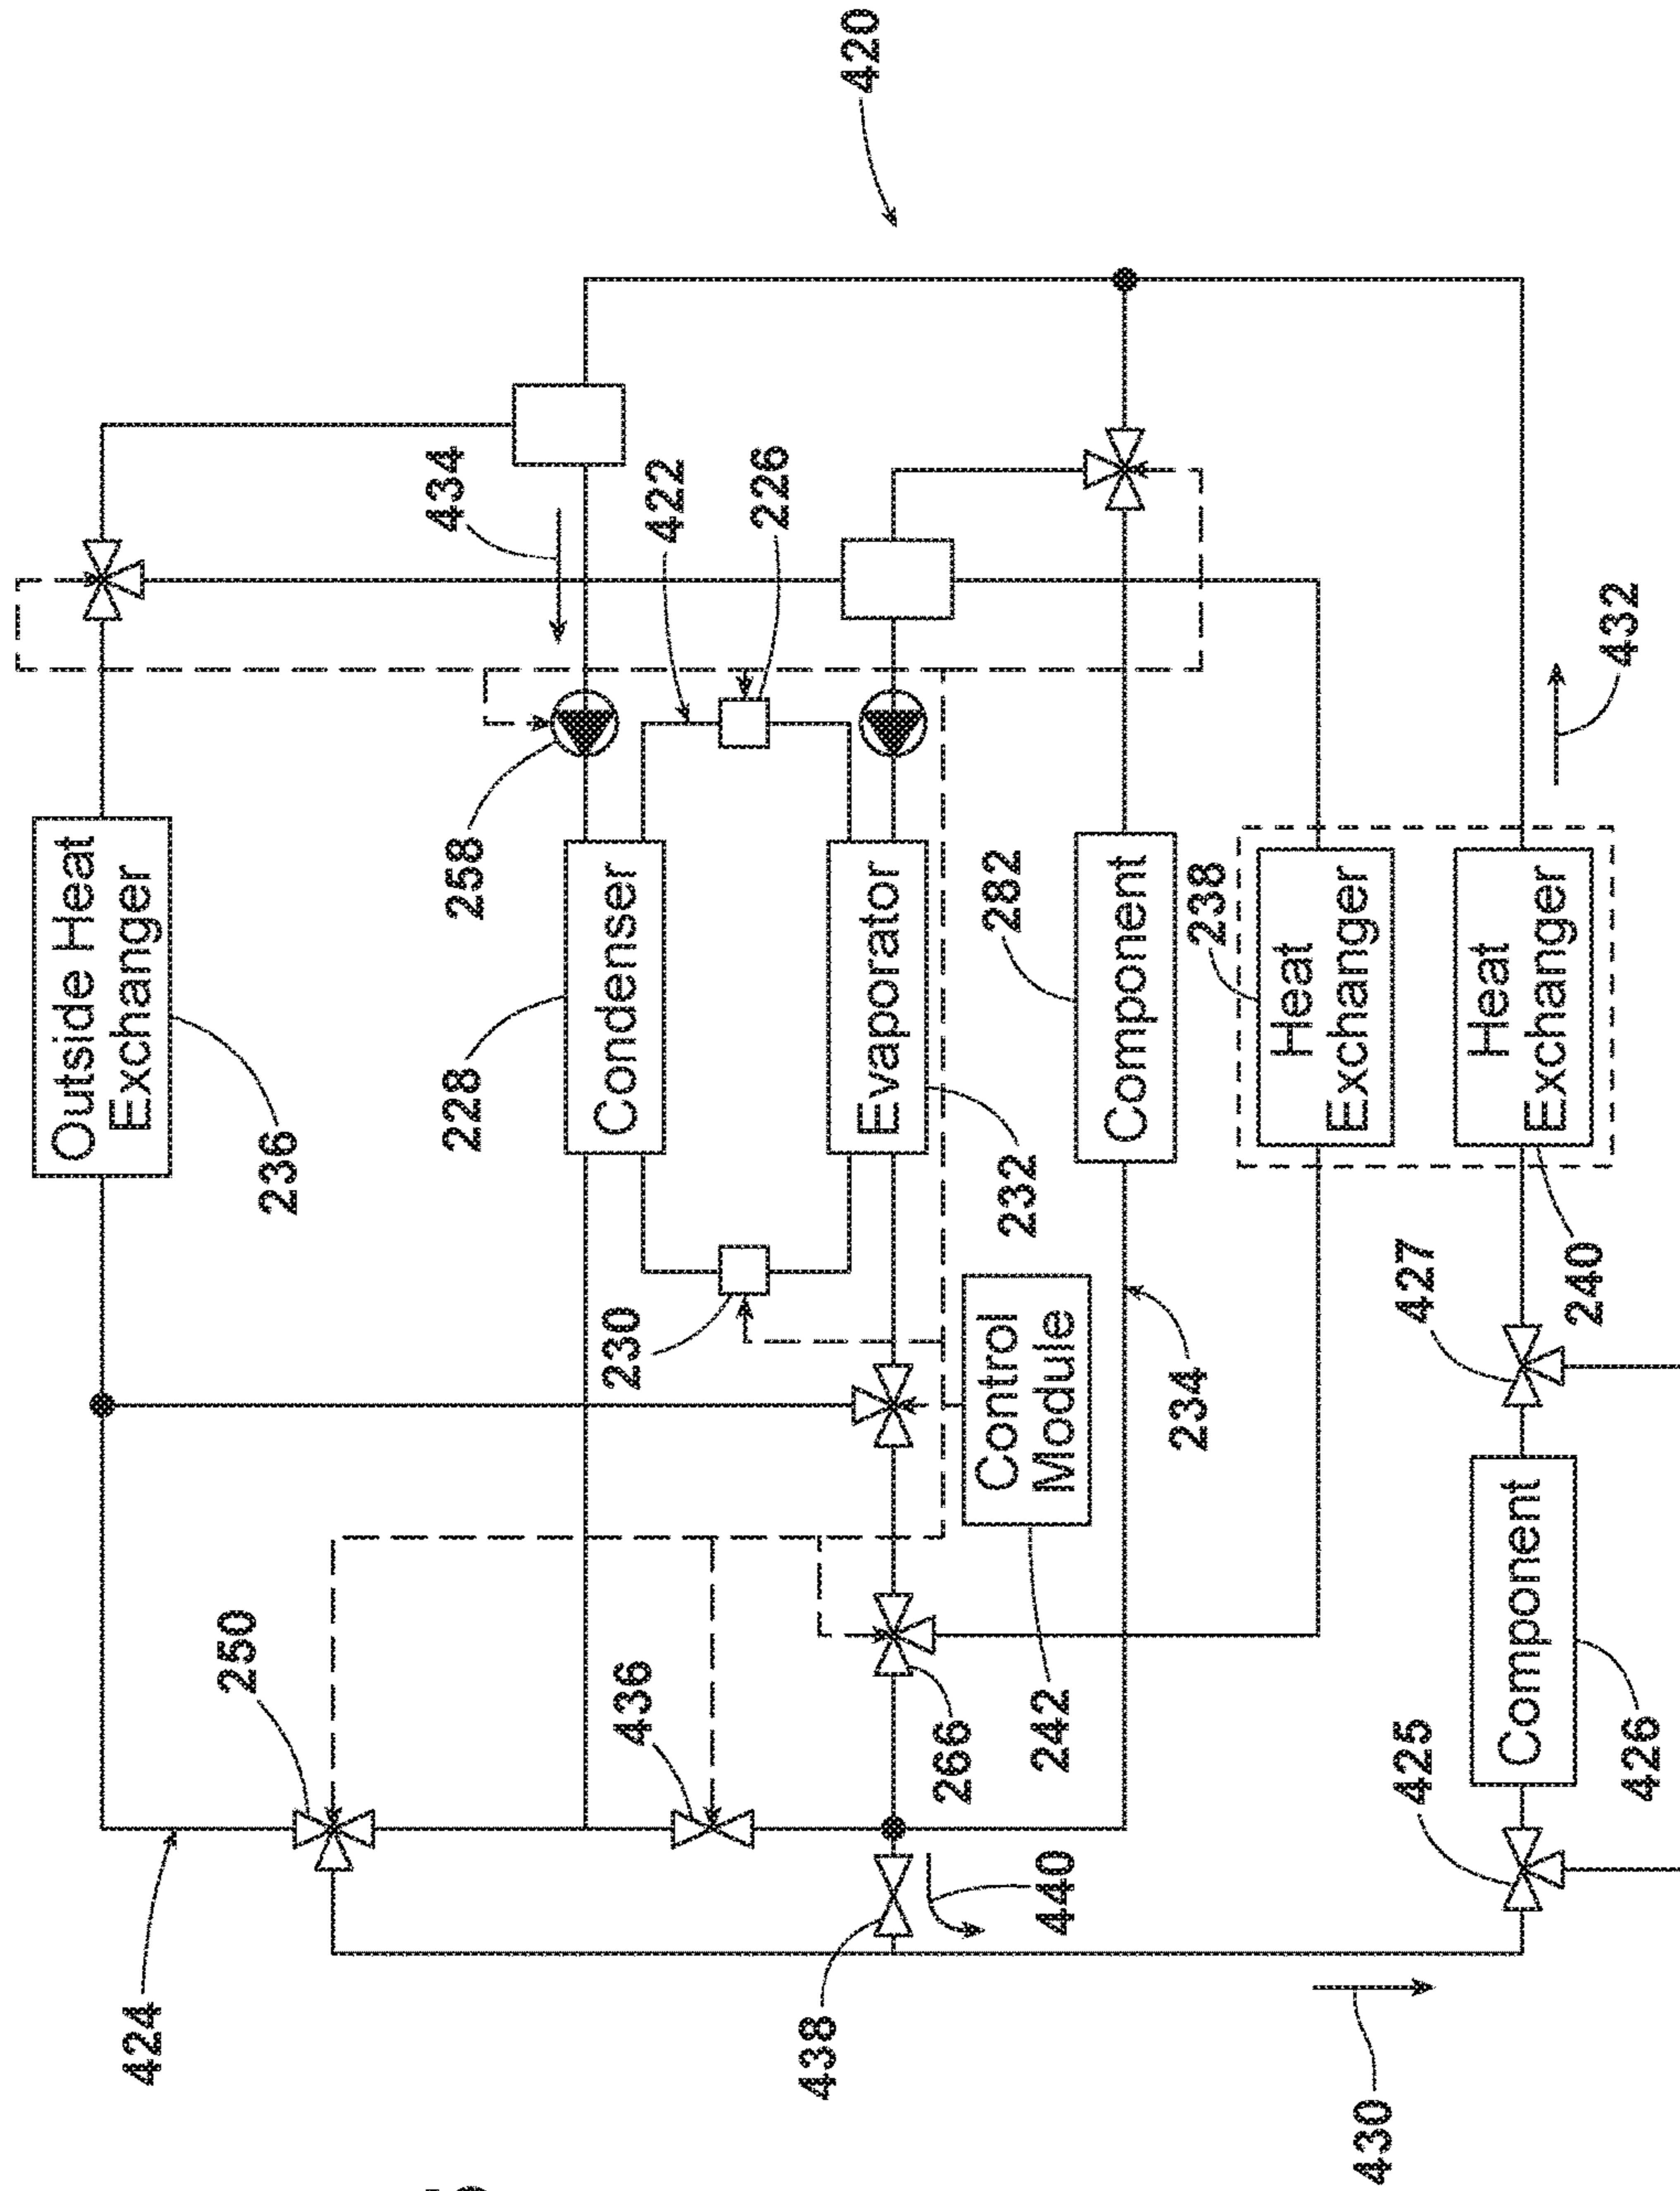 420
434
422
226
432
258
Outside Heat
Exchanger
236
228
Condenser
Evaporator
232
282
Component
238
Heat
Exchanger
Heat
Exchanger
240
230
Control
Module
242
234
427
250
436
266
Component
426
425
424
438
440
430